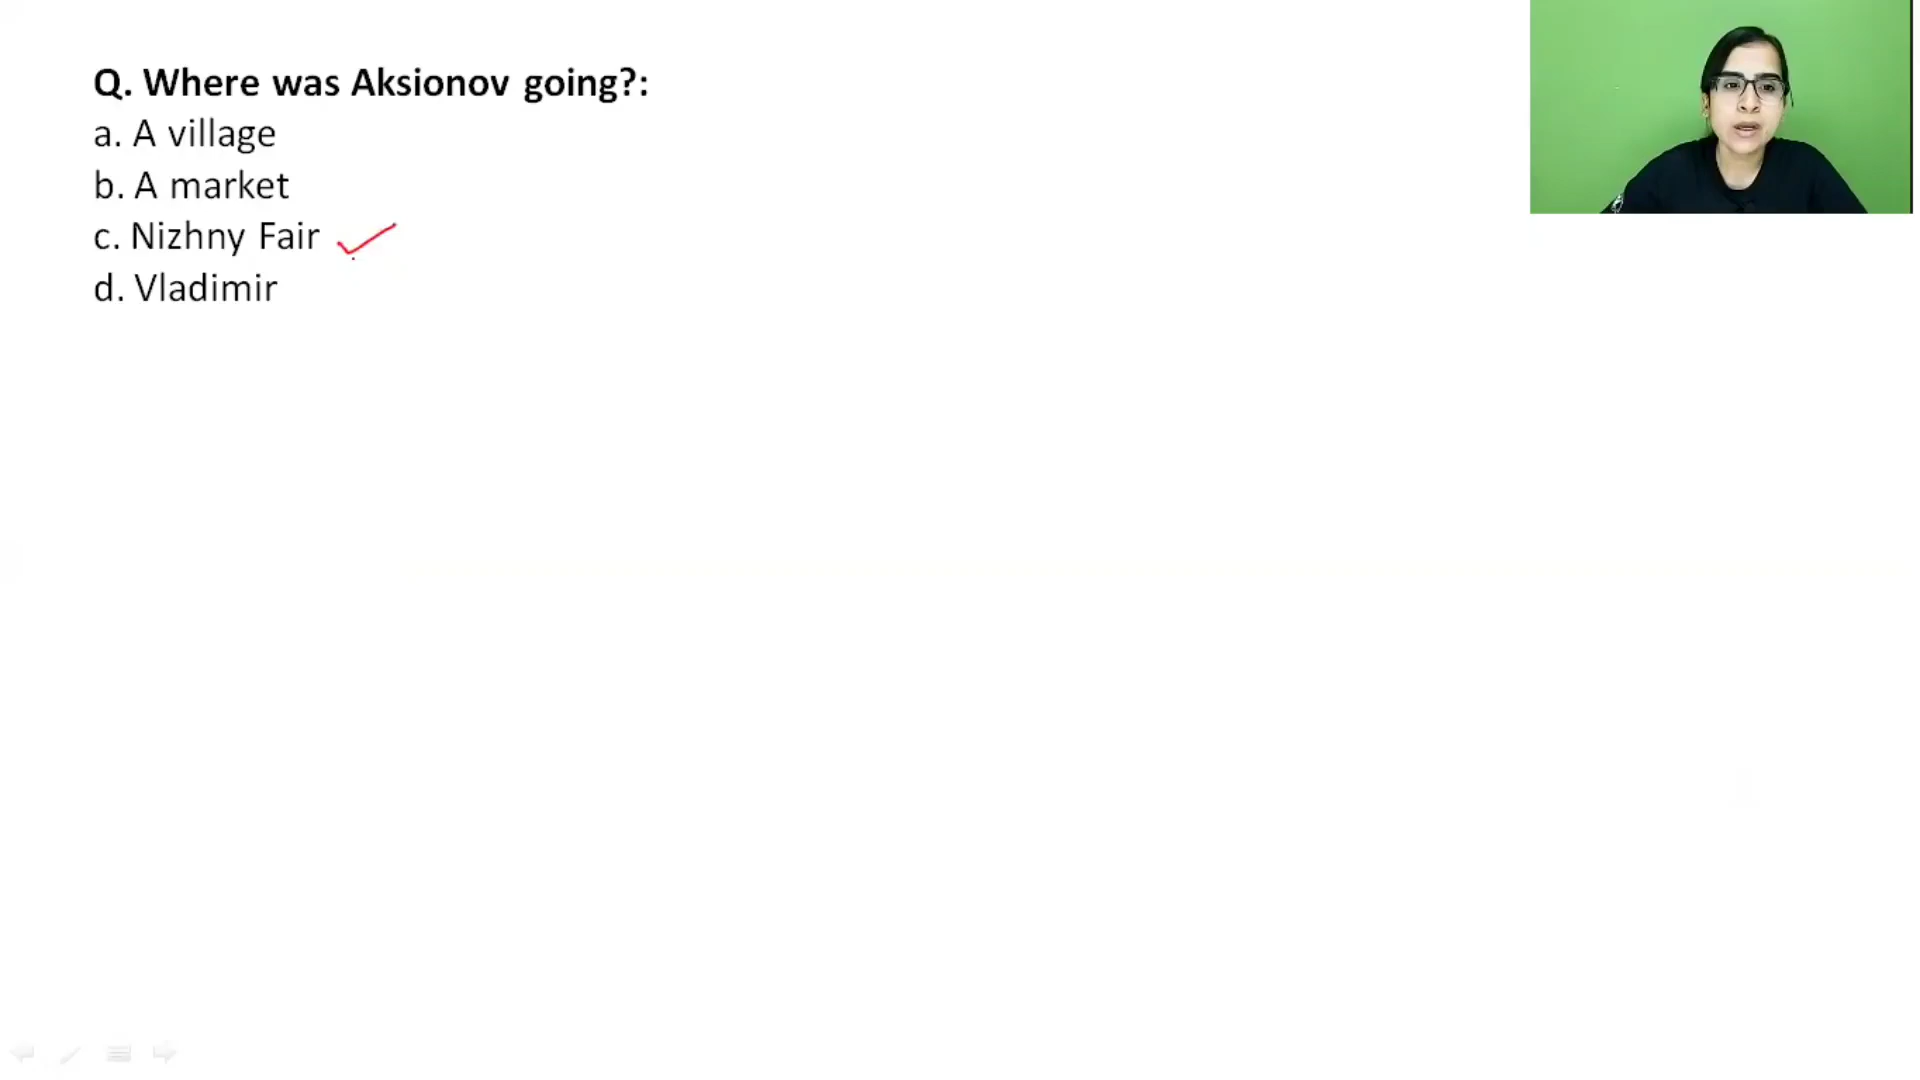 Q. Where was Aksionov going?:
a. A village
b. A market
c. Nizhny Fair
d. Vladimir